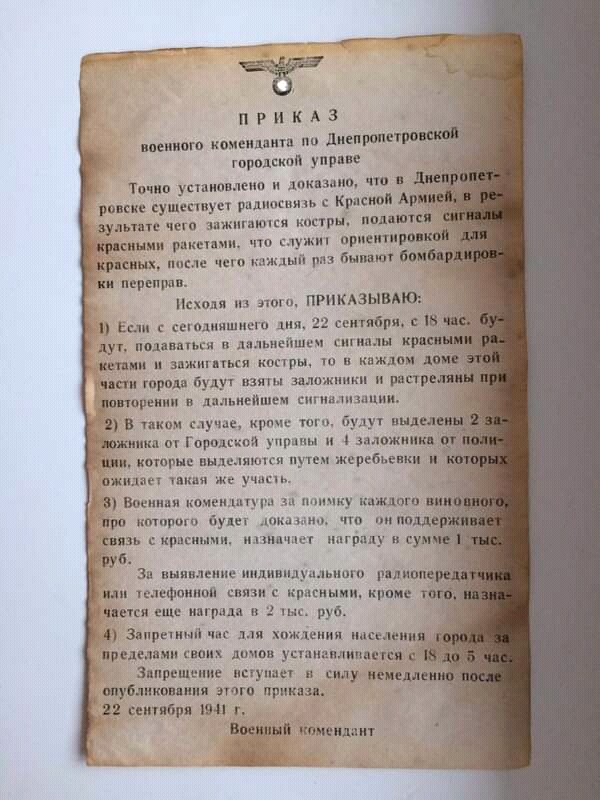 ПРИКАЗ
военного коменданта по Днепропетровской
городской управе
Точно установлено и доказано, что в Днепропет-
ровске существует радиосвязь с Красной Армией, в ре-
зультате чего зажигаются костры, подаются сигналы
красными ракетами, что служит ориентировкой для
красных, после чего каждый раз бывают бомбардиров-
ки переправ.
Исходя из этого, ПРИКАЗЫВАЮ:
1) Если с сегодняшнего дня, 22 сентября, с 18 час. бу-
дут, подаваться в дальнейшем сигналы красными ра-
кетами и зажигаться костры, то в каждом доме этой
части города будут взяты заложники и растреляны при
повторении в дальнейшем сигнализации.
2) В таком случае, кроме того, будут выделены 2 за-
ложника от Городской управы и 4 заложника от поли-
ции, которые выделяются путем жеребьевки и которых
ожидает такая же участь.
3) Военная комендатура за поимку каждого виновного,
про которого будет доказано, что он поддерживает
связь с красными, назначает награду в сумме 1 тыс.
руб.
За выявление индивидуального радиопередатчика
или телефонной связи с красными, кроме того, назна-
чается еще награда в 2 тыс. руб.
4) Запретный час для хождения населения города за
пределами своих домов устанавливается с 18 до 5 час.
Запрещение вступает в силу немедленно после
опубликования этого приказа.
22 сентября 1941 г.
Военный комендант